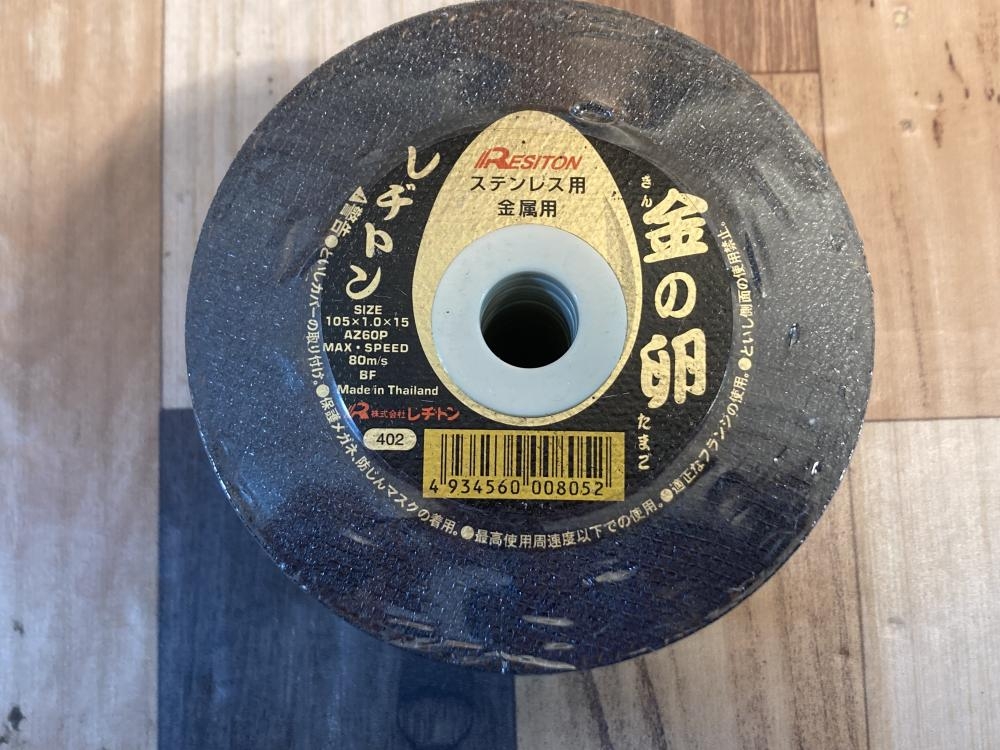 RESITON
ステンレス用
金属用
レヂトン
きん
金の卵
たまご
SIZE
105×1.0×15
AZ60P
MAX・SPEED
80m/s
BF
Made in Thailand
R 株式会社レヂトン
402
4 934560 008052
▲警告●といしカバーの取り付け。●保護メガネ、防じんマスクの着用。●最高使用周速度以下での使用。●適正なフランジの使用。●といし側面の使用禁止。